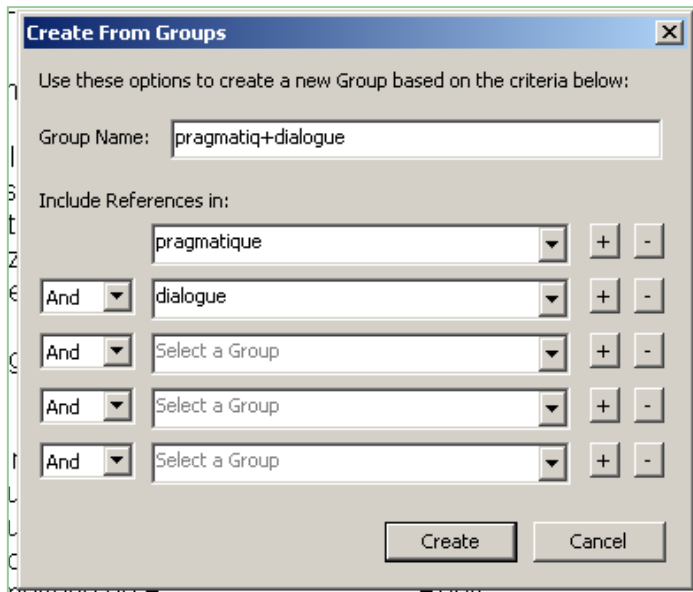 Create From Groups
Use these options to create a new Group based on the criteria below:
Group Name: pragmatiq+dialogue
Include References in:
pragmatique + -
And dialogue + -
And Select a Group + -
And Select a Group + -
And Select a Group + -
Create Cancel